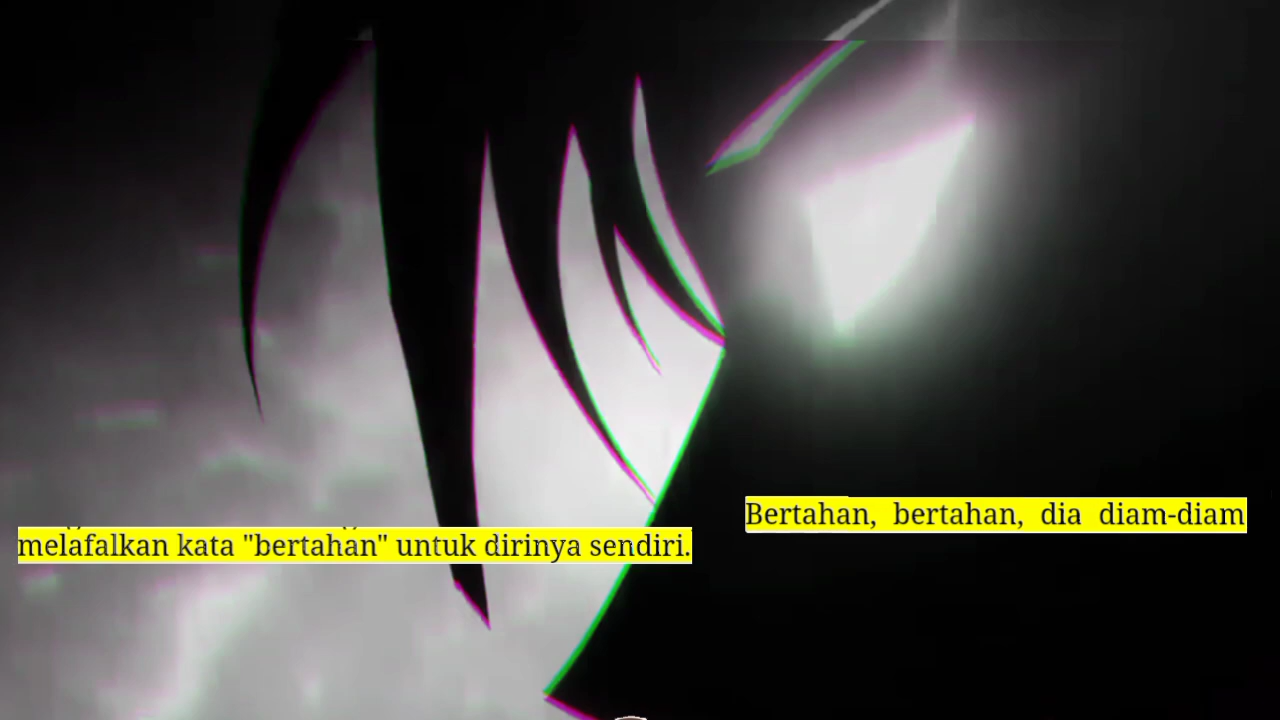 Bertahan, bertahan, dia diam-diam
melafalkan kata "bertahan" untuk dirinya sendiri.